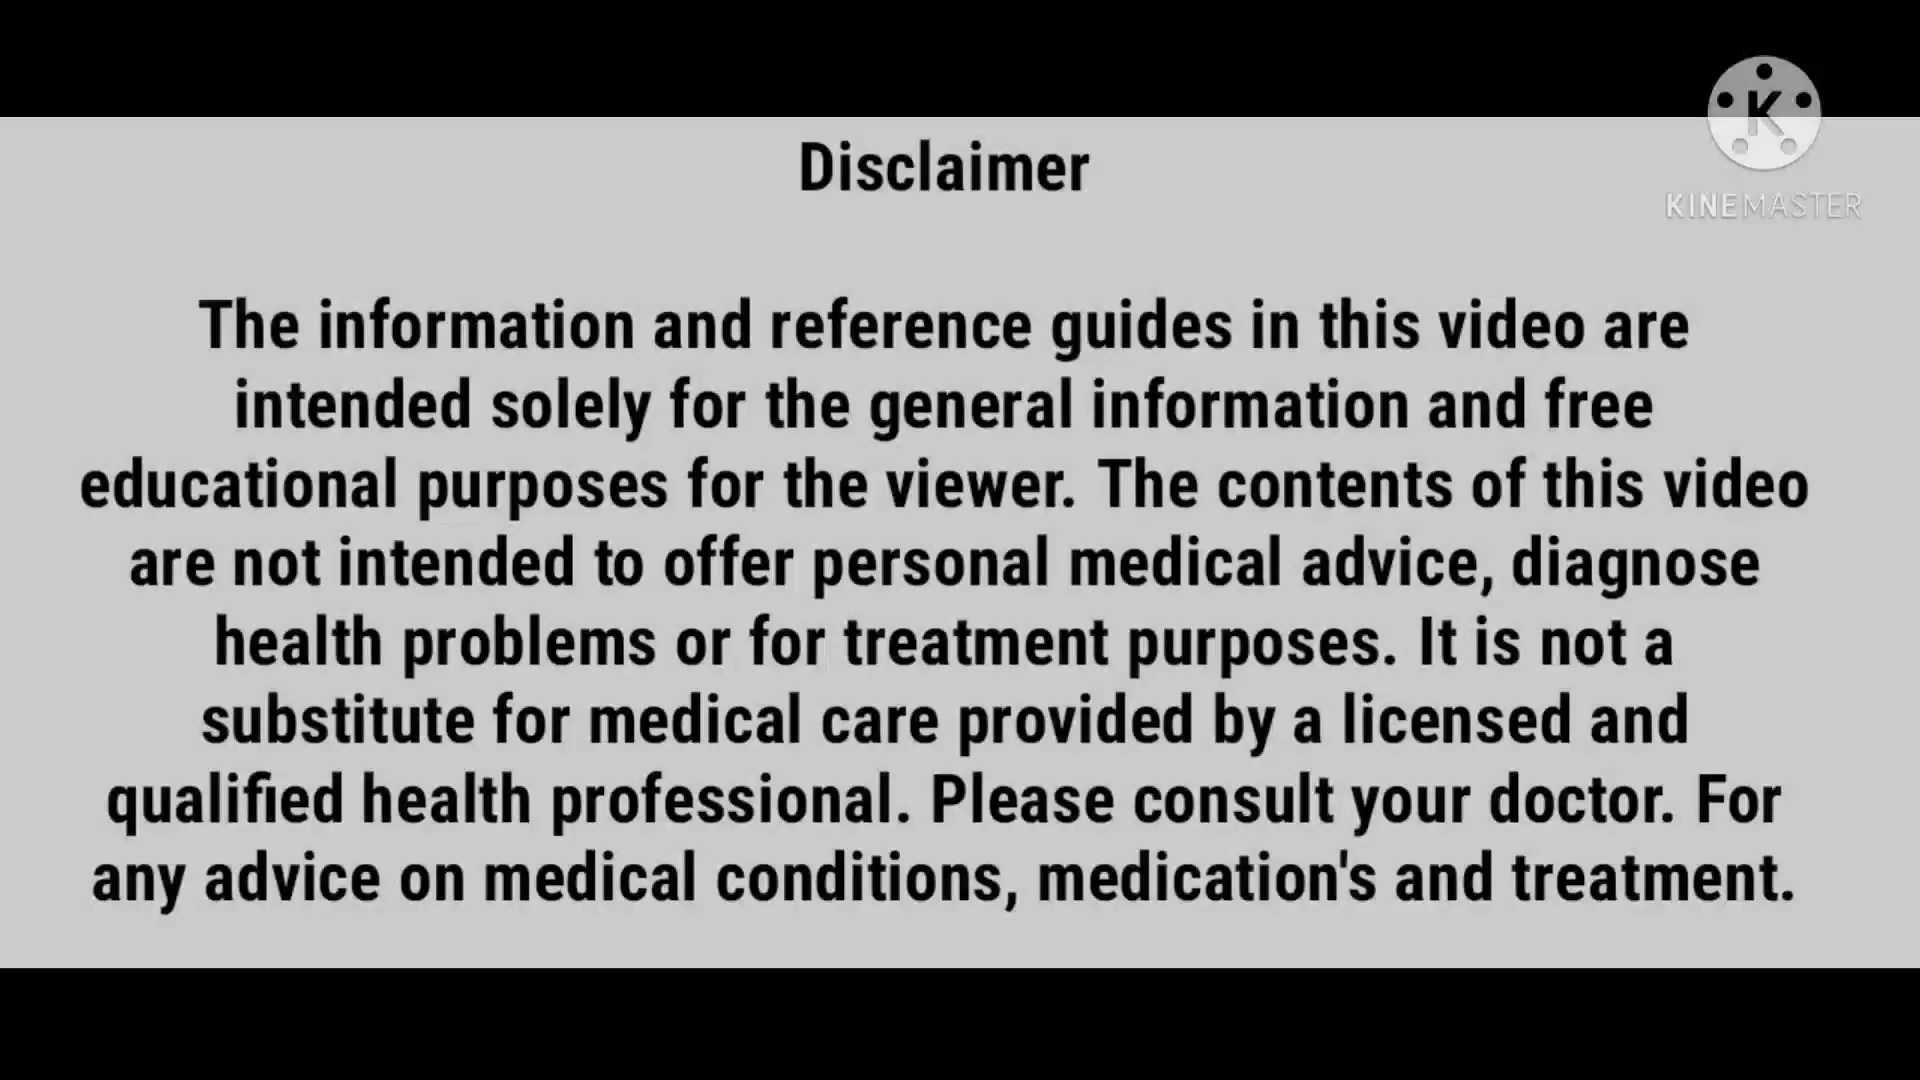 Disclaimer
K
KINEMASTER
The information and reference guides in this video are
intended solely for the general information and free
educational purposes for the viewer. The contents of this video
are not intended to offer personal medical advice, diagnose
health problems or for treatment purposes. It is not a
substitute for medical care provided by a licensed and
qualified health professional. Please consult your doctor. For
any advice on medical conditions, medication's and treatment.